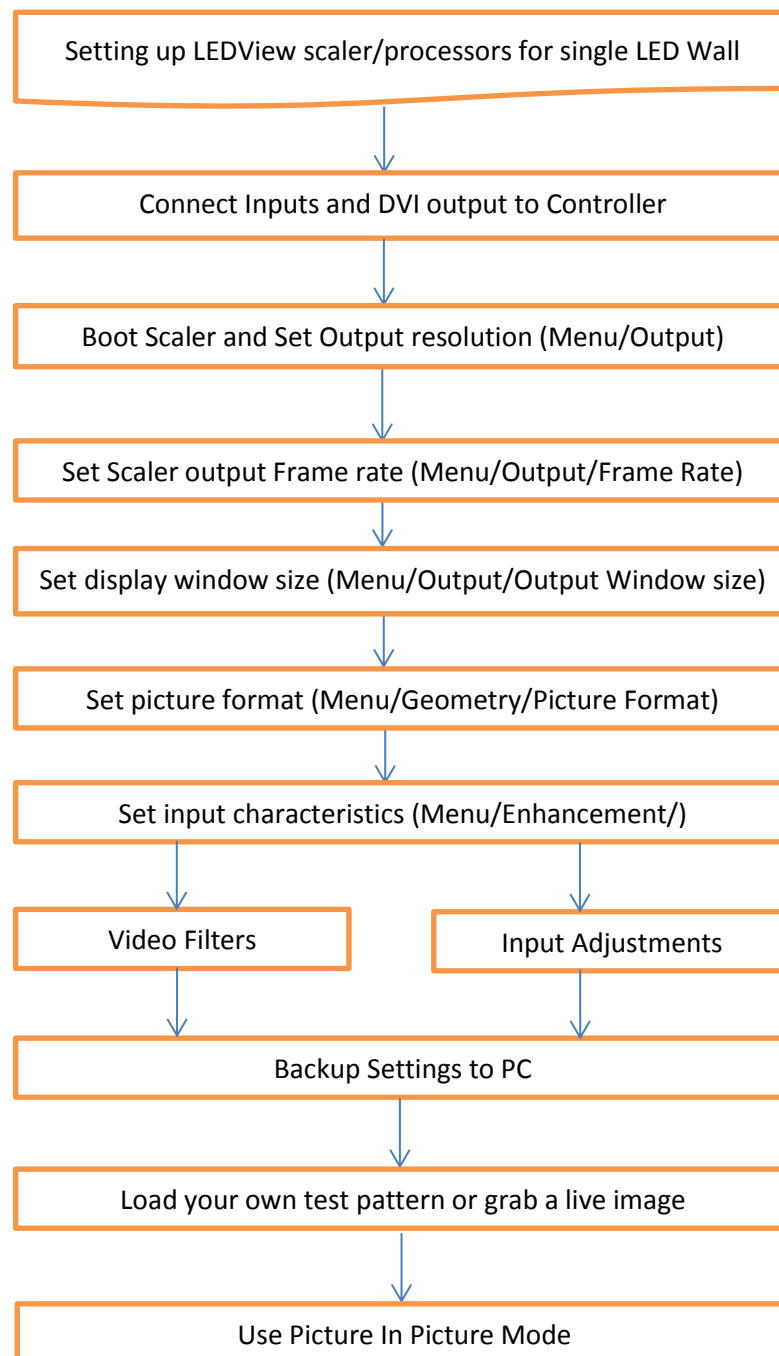 Setting up LEDView scaler/processors for single LED Wall
Connect Inputs and DVI output to Controller
Boot Scaler and Set Output resolution (Menu/Output)
Set Scaler output Frame rate (Menu/Output/Frame Rate)
Set display window size (Menu/Output/Output Window size)
Set picture format (Menu/Geometry/Picture Format)
Set input characteristics (Menu/Enhancement/)
Video Filters
Input Adjustments
Backup Settings to PC
Load your own test pattern or grab a live image
Use Picture In Picture Mode